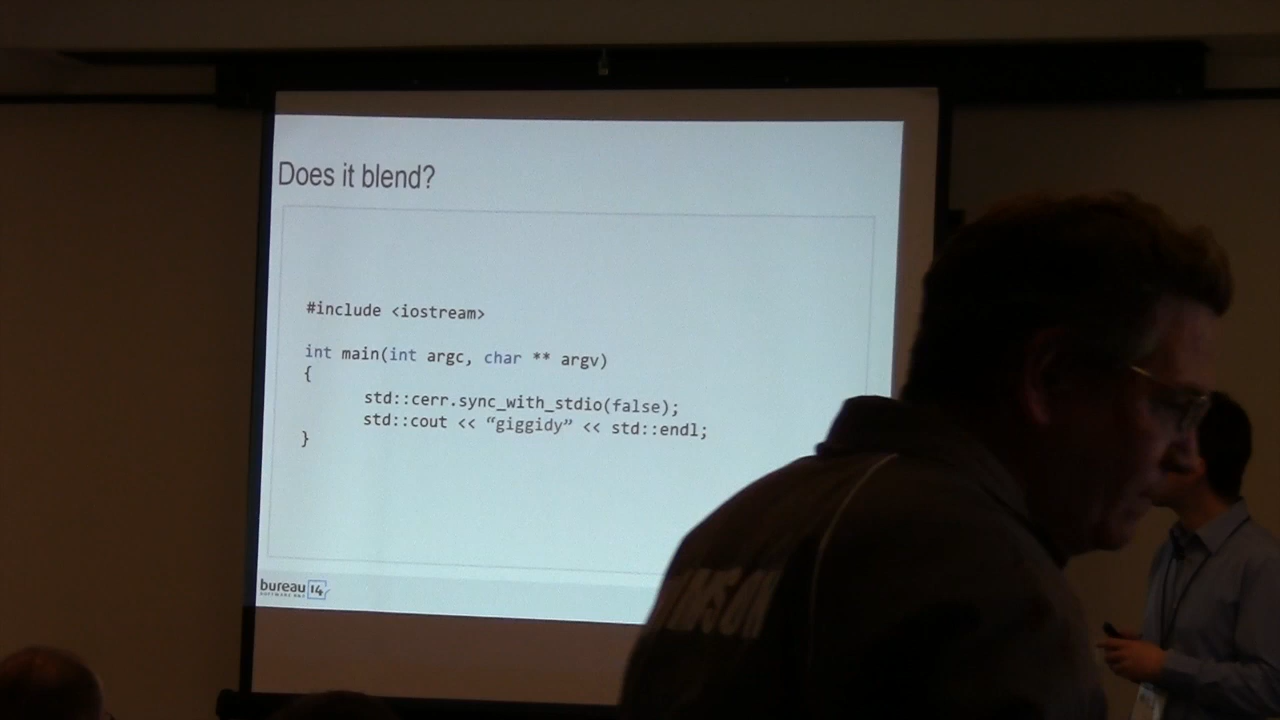 Does it blend?
#include <iostream>
int main(int argc, char ** argv)
{
std::cerr.sync_with_stdio(false);
std::cout << “giggidy” << std::endl;
}
bureau 14